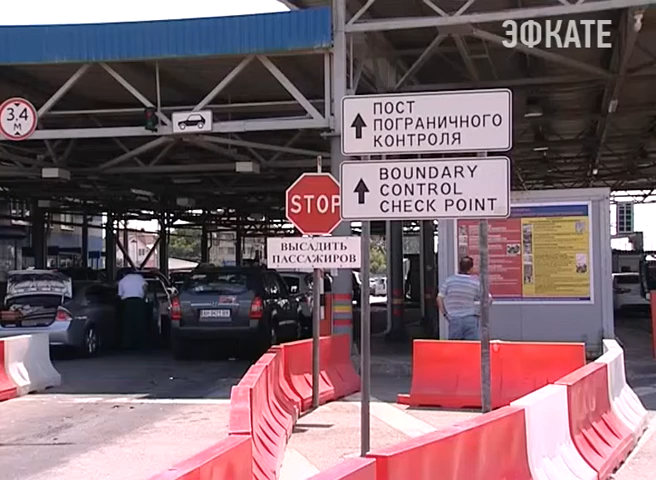 ЭФКАТЕ
3,4
М
ПОСТ
ПОГРАНИЧНОГО
КОНТРОЛЯ
BOUNDARY
CONTROL
CHECK POINT
STOP
ВЫСАДИТЬ
ПАССАЖИРОВ